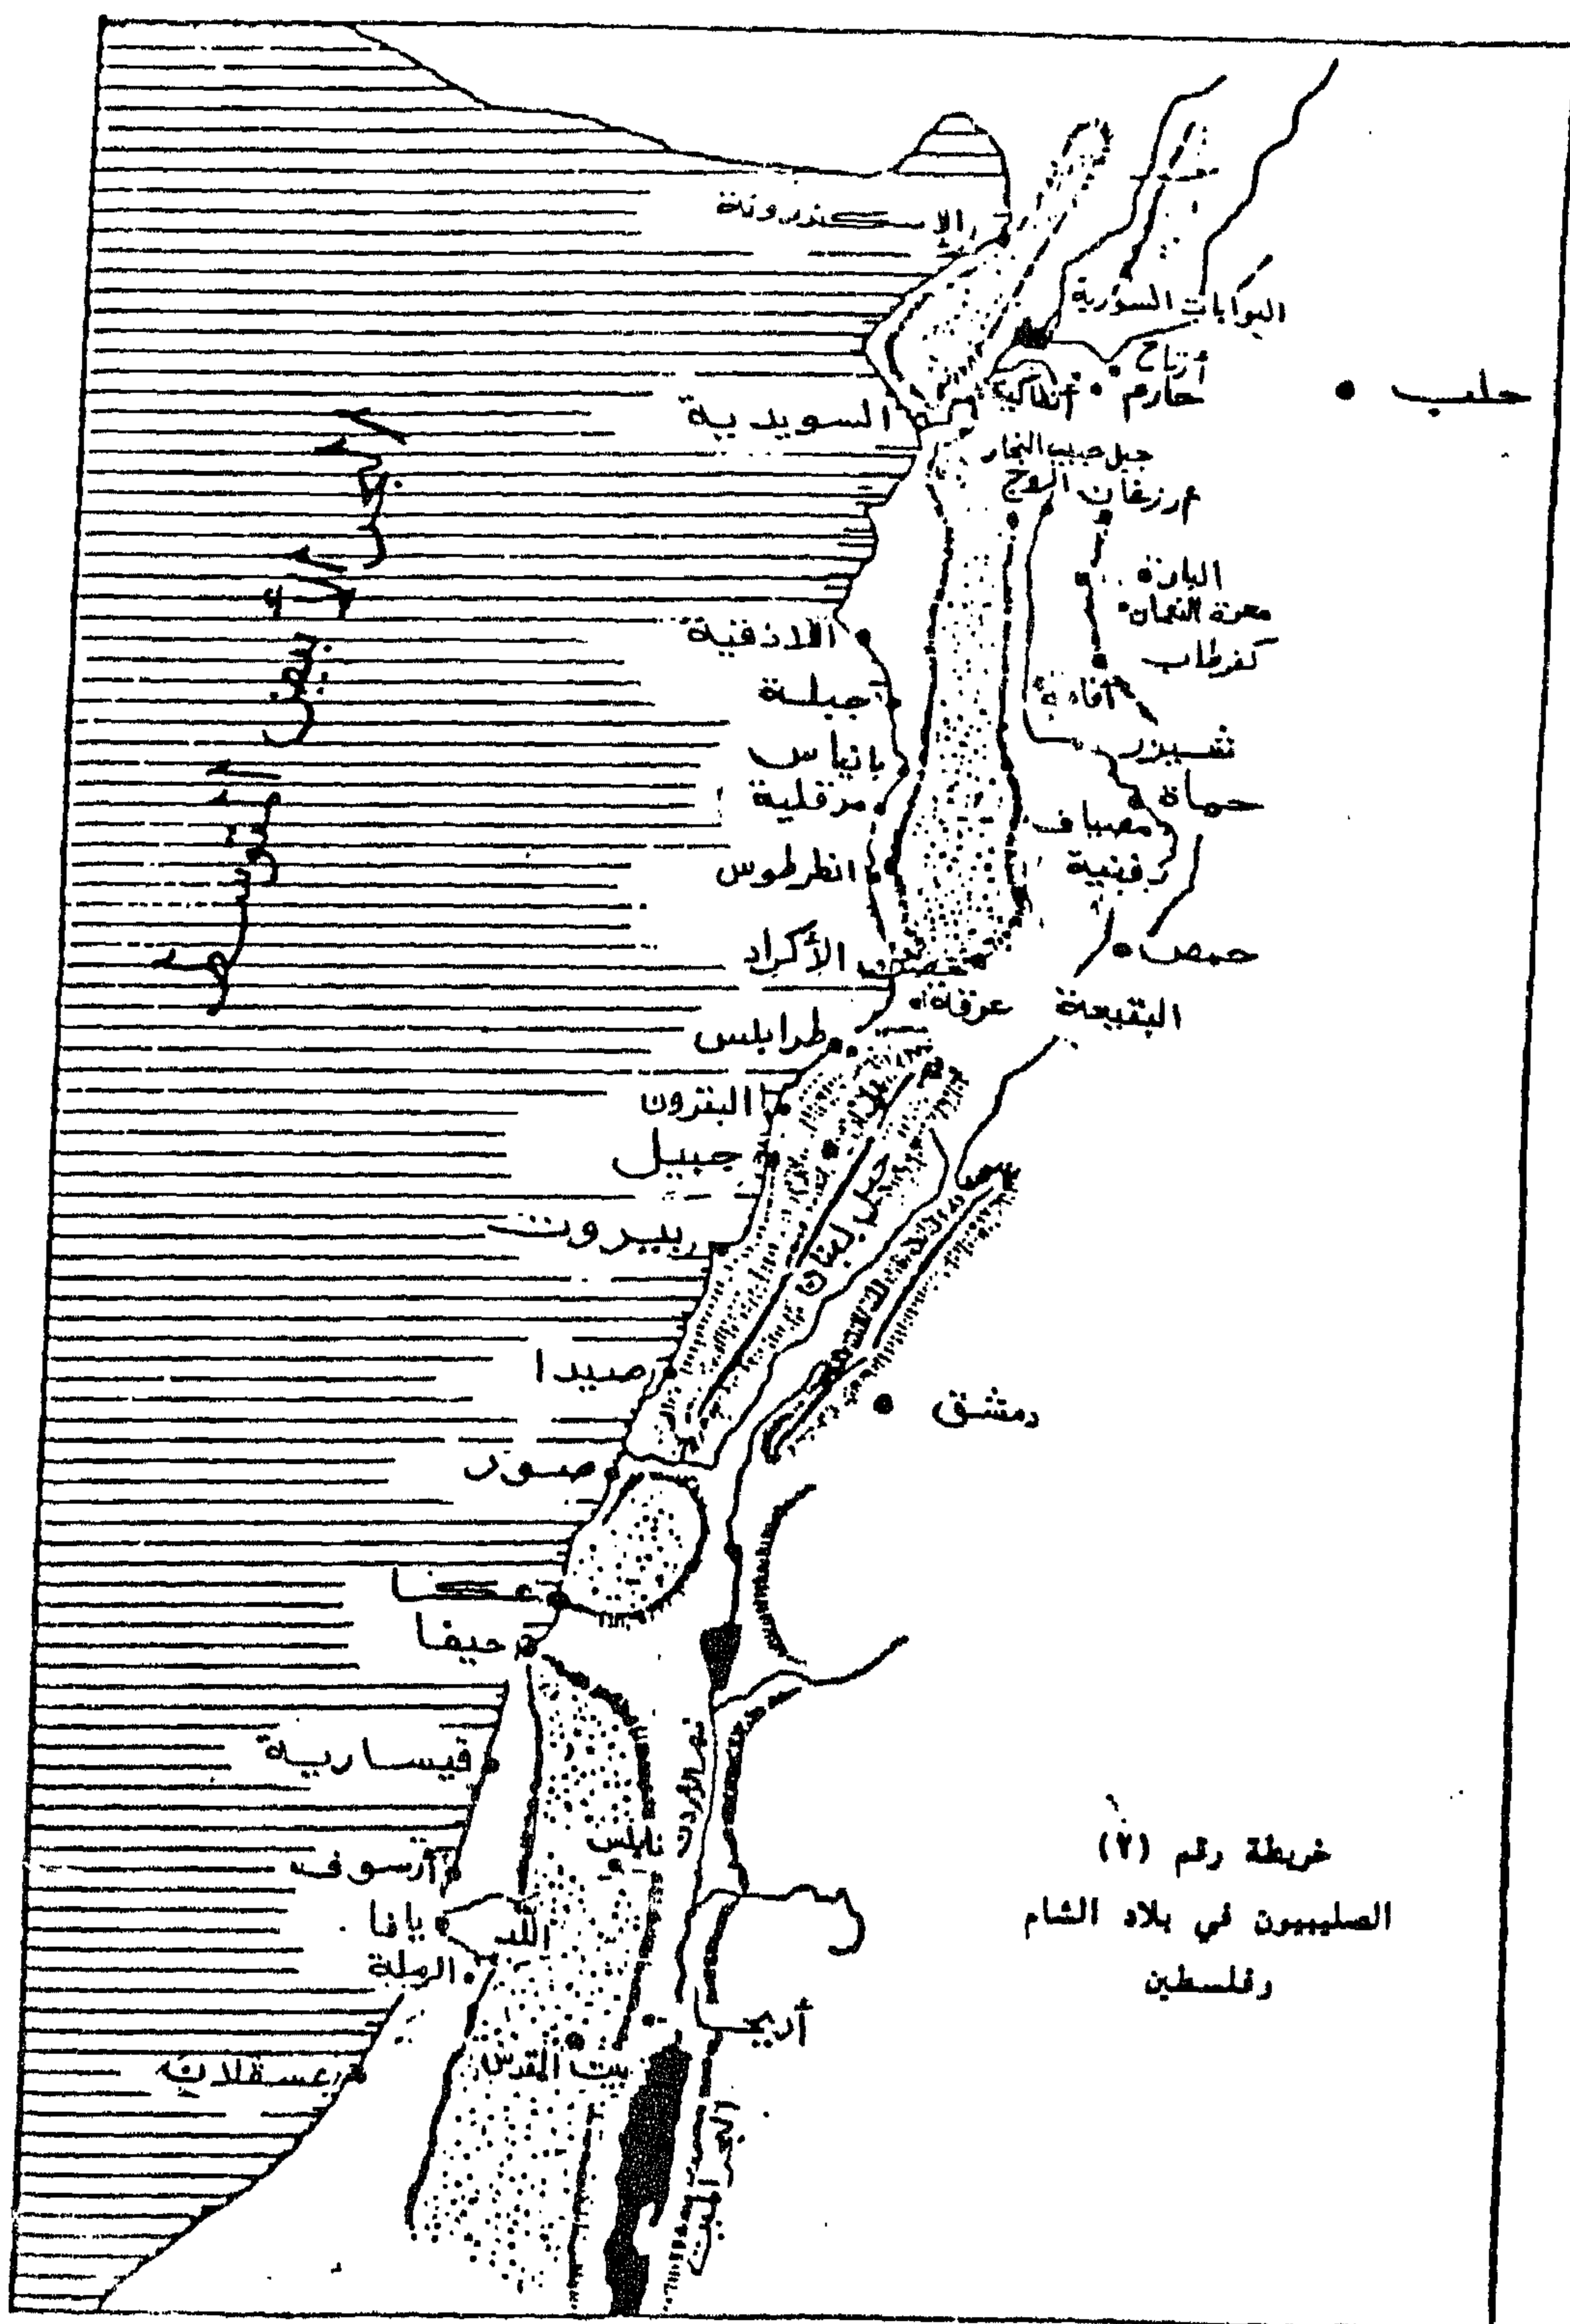 الإسكندرونة
البوابات السورية
أرتاح
حارم
أنطاكية
حلب
السويدية
جبل حبيب النجار
الروج
م رزغان
البارة
معرة النعمان
كفرطاب
اللاذقية
جبلة
أفامية
شيزر
بانياس
حماة
مرقلية
مصياف
انطرطوس
رفنية
حصن الأكراد
حمص
عرقة
البقيعة
طرابلس
البترون
جبيل
جبل لبنان
بيروت
صيدا
دمشق
صور
عكا
حيفا
قيسارية
نهر الأردن
نابلس
أرسوف
يافا
اللد
الرملة
أريحا
بيت المقدس
عسقلان
البحر الميت
البحر الأبيض المتوسط
خريطة رقم (٢)
الصليبيون في بلاد الشام
وفلسطين